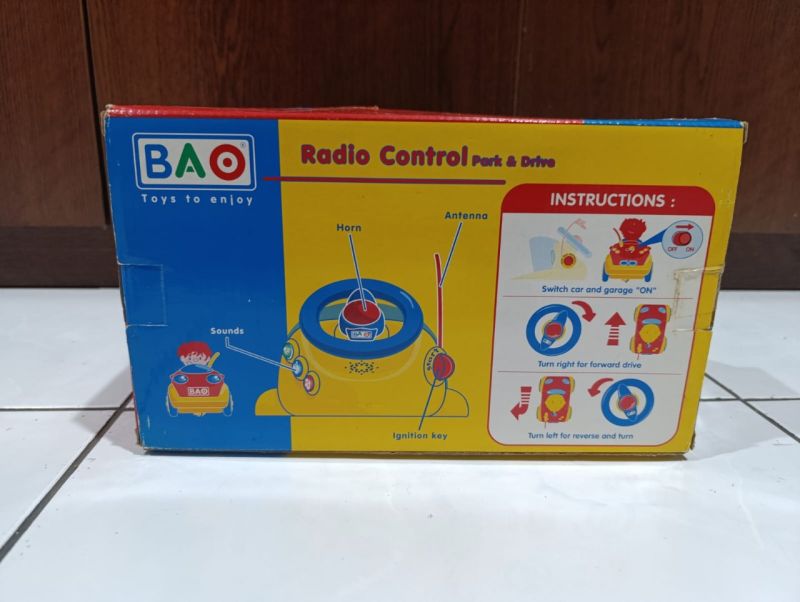 BAO®
Toys to enjoy
Radio Control Park & Drive
INSTRUCTIONS :
Antenna
Horn
OFF ON
Switch car and garage "ON"
Sounds
BAO
START
Turn right for forward drive
BAO
Ignition key
Turn left for reverse and turn